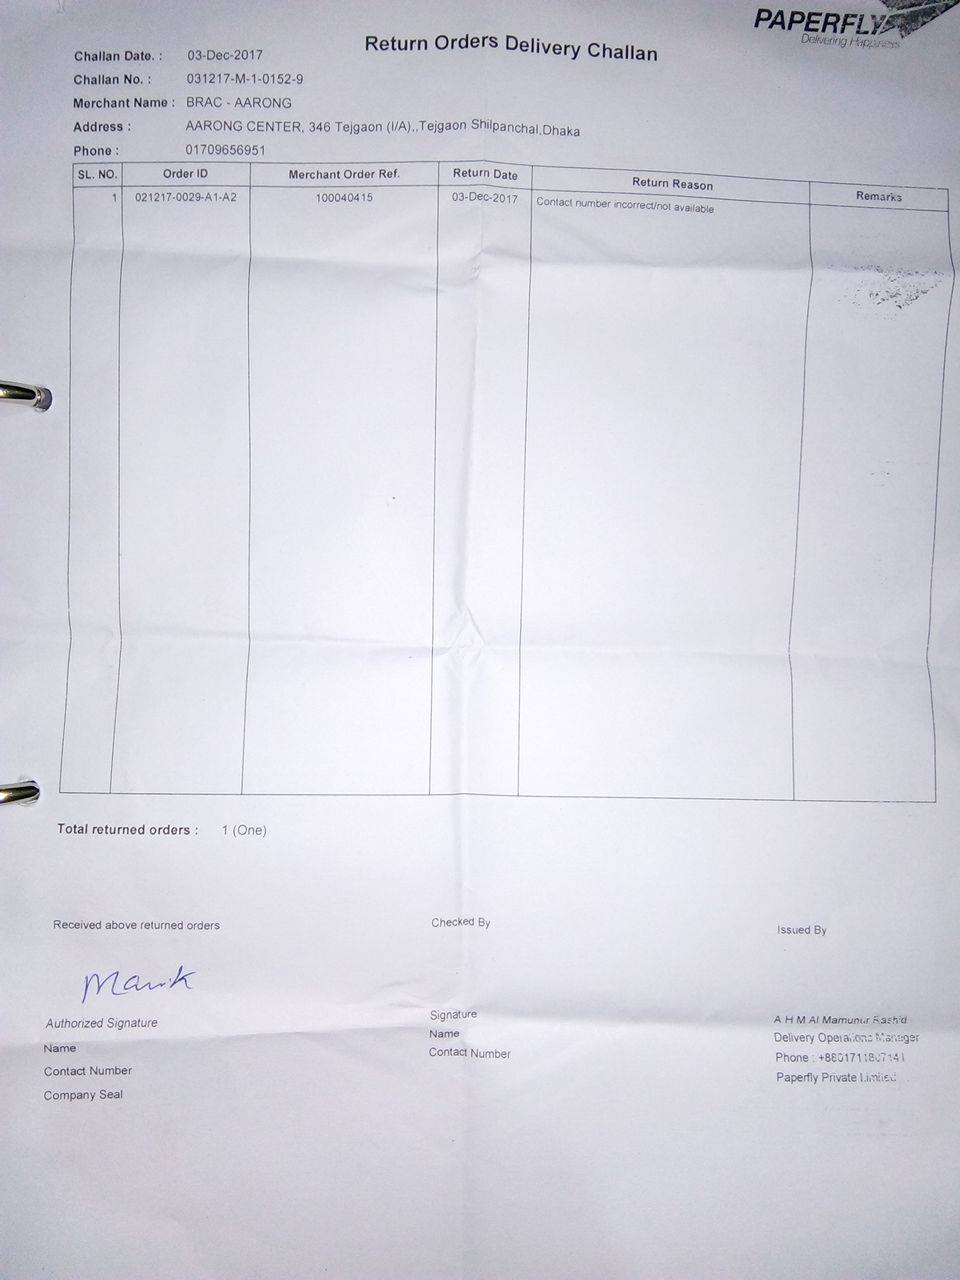 PAPERFLY
Delivering Happiness
Return Orders Delivery Challan
Challan Date. : 03-Dec-2017
Challan No. : 031217-M-1-0152-9
Merchant Name : BRAC - AARONG
Address : AARONG CENTER, 346 Tejgaon (I/A),,Tejgaon Shilpanchal,Dhaka
Phone : 01709656951
SL. NO. Order ID Merchant Order Ref. Return Date Return Reason Remarks
1 021217-0029-A1-A2 100040415 03-Dec-2017 Contact number incorrect/not available
Total returned orders : 1 (One)
Received above returned orders Checked By Issued By
Authorized Signature Signature A H M Al Mamunur Rashid
Name Name Delivery Operations Manager
Contact Number Contact Number Phone :
Company Seal Paperfly Private Limited